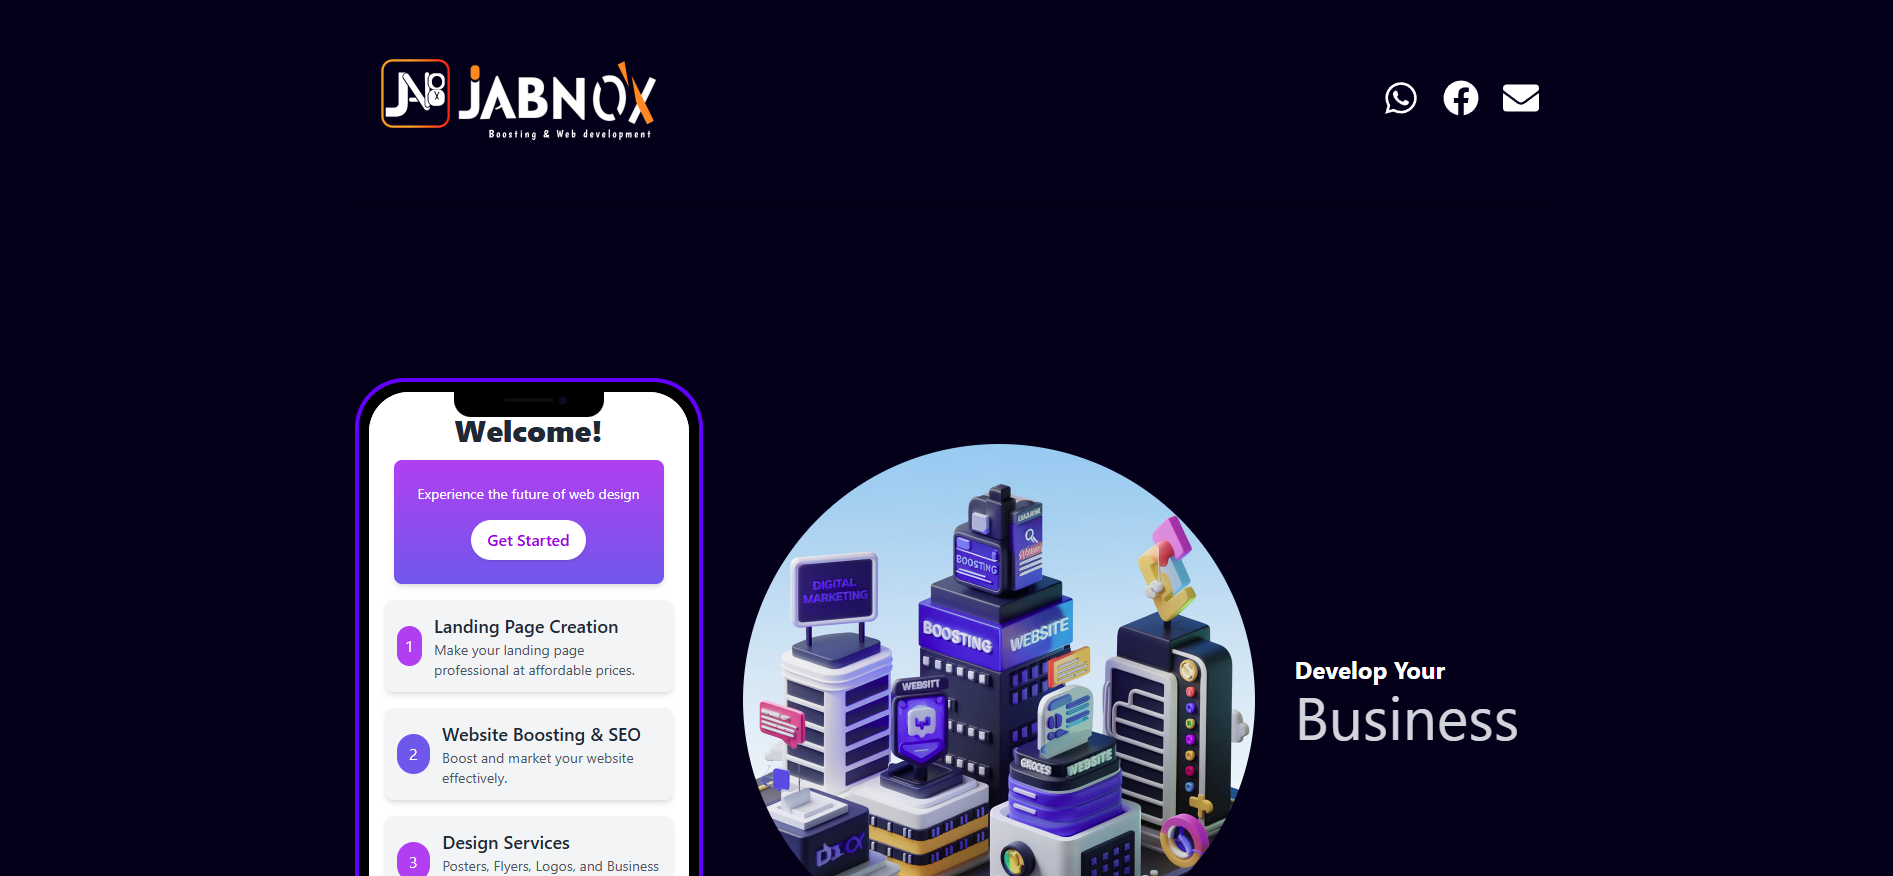 JABNOX
Boosting & Web development
Welcome!
Experience the future of web design
Get Started
1
Landing Page Creation
Make your landing page
professional at affordable prices.
2
Website Boosting & SEO
Boost and market your website
effectively.
3
Design Services
Posters, Flyers, Logos, and Business
DIGITAL
MARKETING
BOOSTING
BOOSTING
WEBSITE
WEBSITT
GROCES
WEBSITE
Develop Your
Business